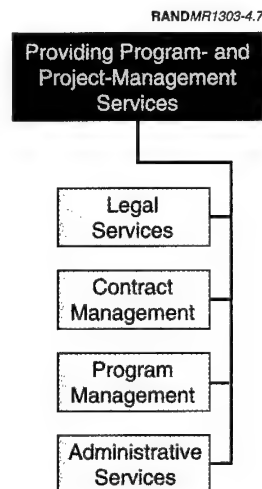 RANDMR1303-4.7
Providing Program- and
Project-Management
Services
Legal
Services
Contract
Management
Program
Management
Administrative
Services